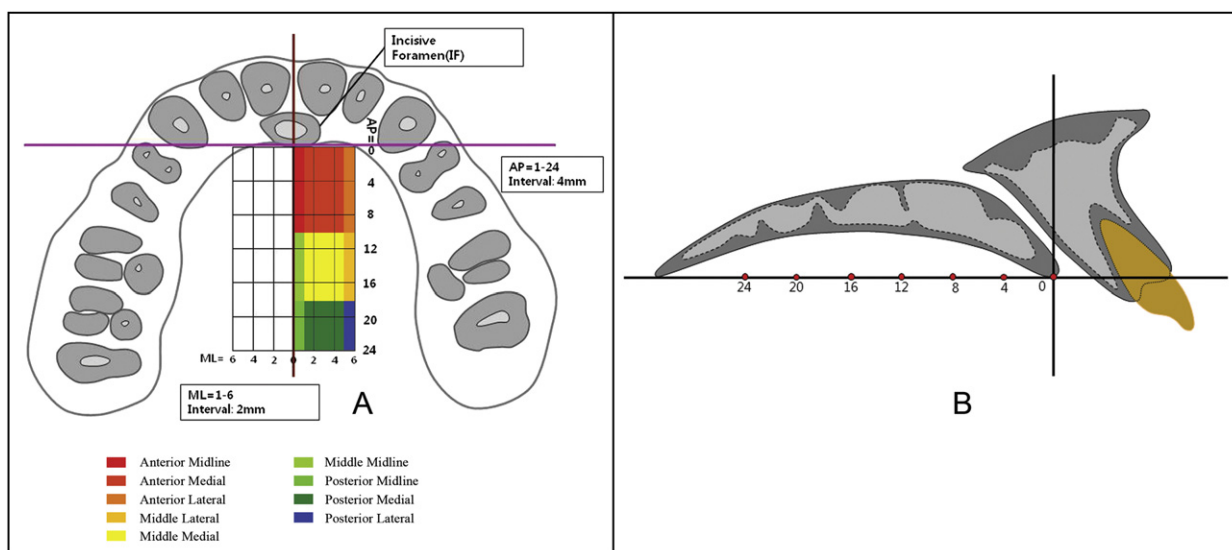 Incisive
Foramen(IF)
AP=
0
AP=1-24
Interval: 4mm
4
8
12
16
20
24
ML= 6 4 2 0 2 4 6
ML=1-6
Interval: 2mm
A
Anterior Midline
Anterior Medial
Anterior Lateral
Middle Lateral
Middle Medial
Middle Midline
Posterior Midline
Posterior Medial
Posterior Lateral
24 20 16 12 8 4 0
B